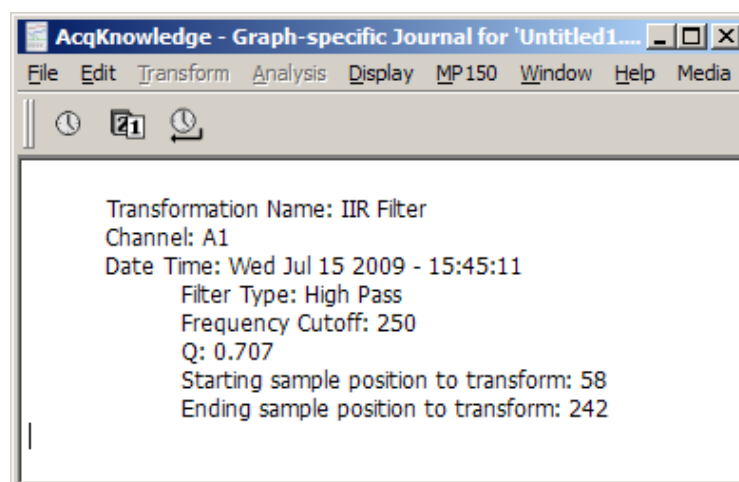 AcqKnowledge - Graph-specific Journal for 'Untitled1....
File Edit Transform Analysis Display MP150 Window Help Media
21
Transformation Name: IIR Filter
Channel: A1
Date Time: Wed Jul 15 2009 - 15:45:11
Filter Type: High Pass
Frequency Cutoff: 250
Q: 0.707
Starting sample position to transform: 58
Ending sample position to transform: 242